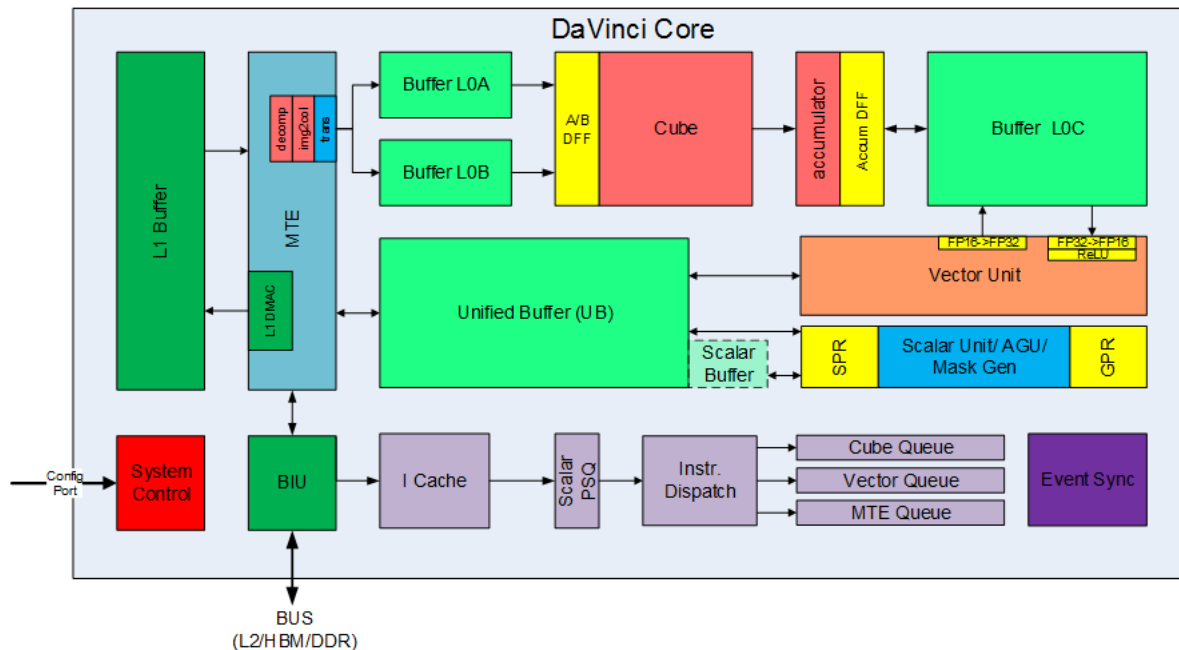 DaVinci Core
L1 Buffer
MTE
decomp
img2col
trans
L1 DMAC
Buffer L0A
Buffer L0B
A/B
DFF
Cube
accumulator
Accum DFF
Buffer L0C
FP16->FP32
FP32->FP16
ReLU
Vector Unit
Unified Buffer (UB)
Scalar
Buffer
SPR
Scalar Unit/ AGU/
Mask Gen
GPR
Config
Port
System
Control
BIU
I Cache
Scalar
PSQ
Instr.
Dispatch
Cube Queue
Vector Queue
MTE Queue
Event Sync
BUS
(L2/HBM/DDR)